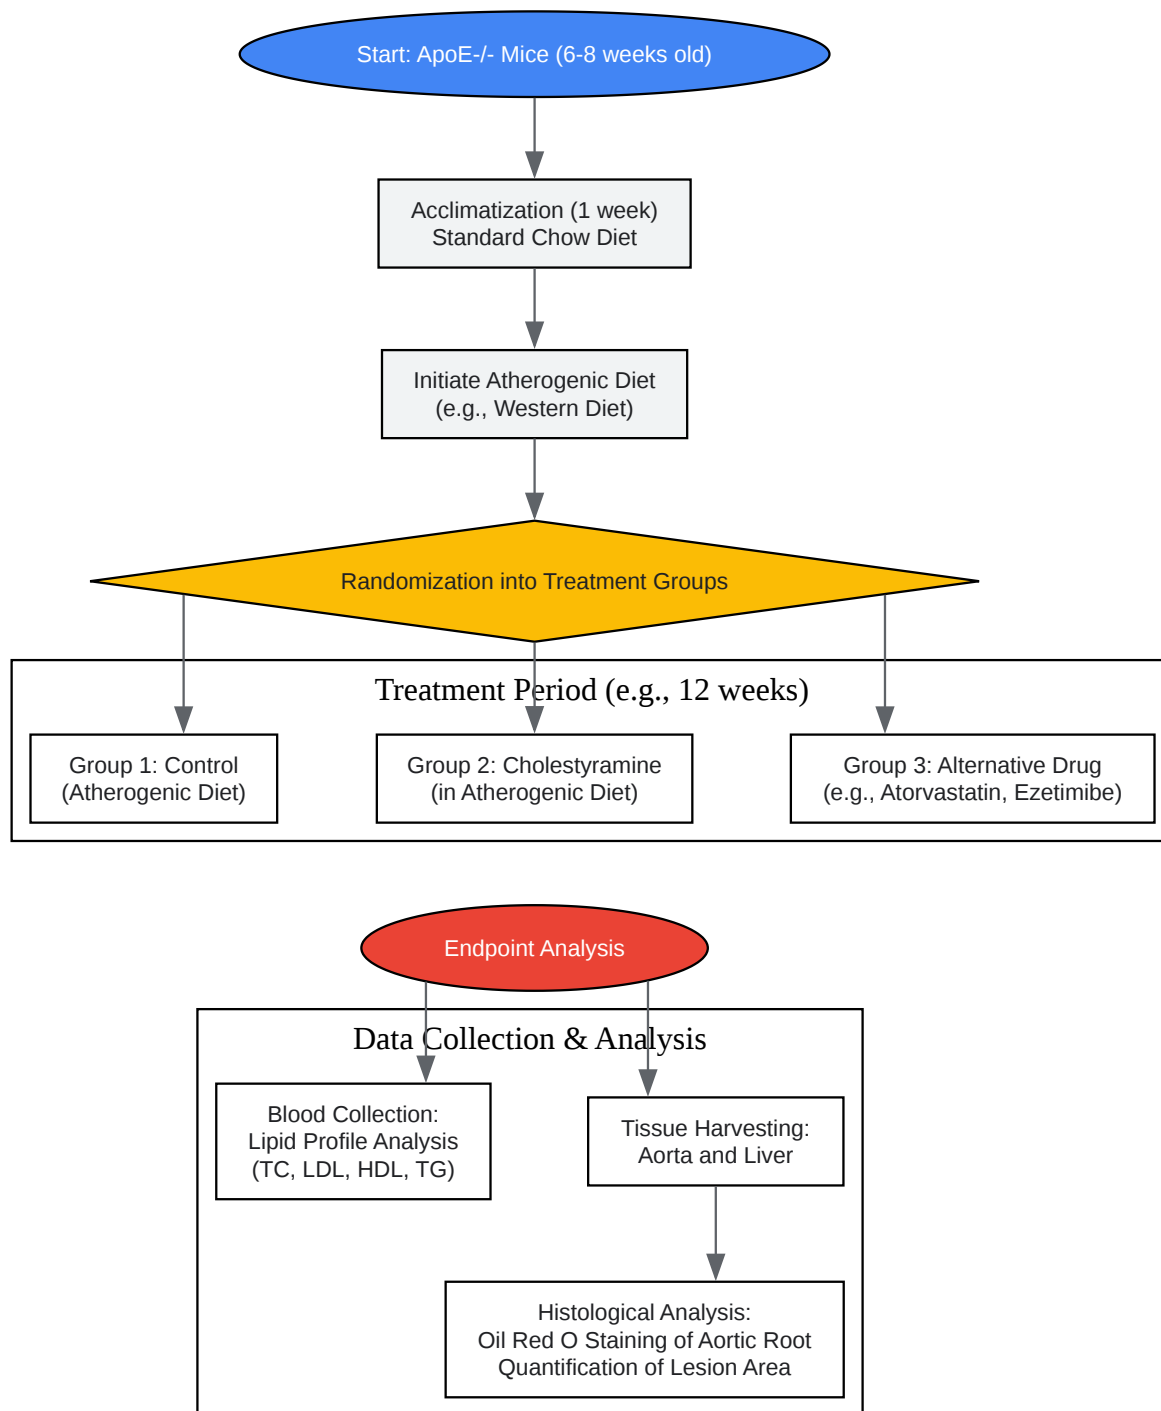 Start: ApoE-/- Mice (6-8 weeks old)
Acclimatization (1 week)
Standard Chow Diet
Initiate Atherogenic Diet
(e.g., Western Diet)
Randomization into Treatment Groups
Treatment Period (e.g., 12 weeks)
Group 1: Control
(Atherogenic Diet)
Group 2: Cholestyramine
(in Atherogenic Diet)
Group 3: Alternative Drug
(e.g., Atorvastatin, Ezetimibe)
Endpoint Analysis
Data Collection & Analysis
Blood Collection:
Lipid Profile Analysis
(TC, LDL, HDL, TG)
Tissue Harvesting:
Aorta and Liver
Histological Analysis:
Oil Red O Staining of Aortic Root
Quantification of Lesion Area